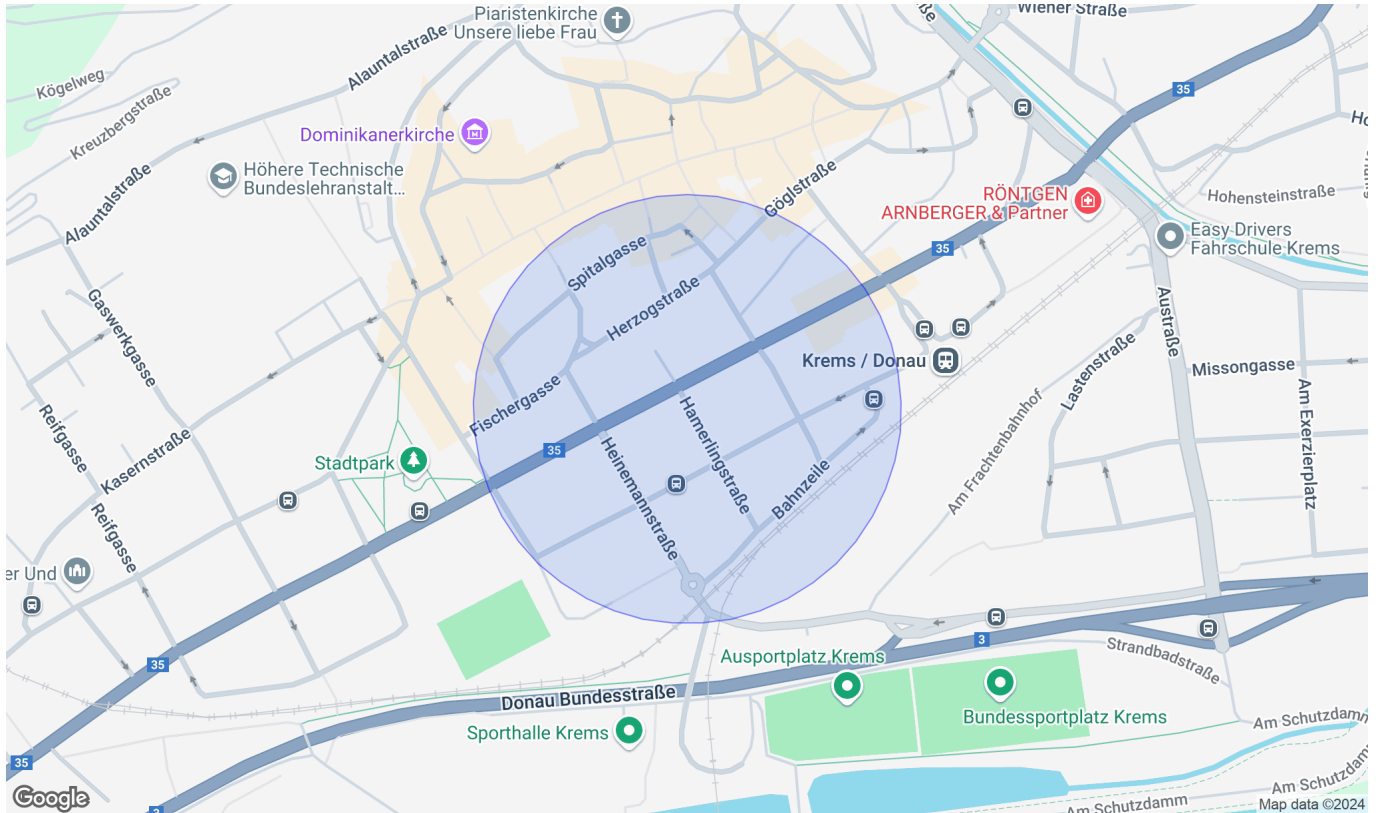 Piaristenkirche
Unsere liebe Frau
Wiener Straße
Alauntalstraße
Kögelweg
Kreuzbergstraße
35
Dominikanerkirche
Höhere Technische
Bundeslehranstalt...
Göglstraße
RÖNTGEN
ARNBERGER & Partner
Hohensteinstraße
Alauntalstraße
Easy Drivers
Fahrschule Krems
35
Spitalgasse
Herzogstraße
Gaswerkgasse
Austraße
Krems / Donau
Lastenstraße
Missongasse
Fischergasse
Hamerlingstraße
Am Exerzierplatz
Reifgasse
Kasernstraße
Stadtpark
35
Heinemannstraße
Bahnzeile
Am Frachtenbahnhof
Reifgasse
er Und
35
3
Strandbadstraße
Ausportplatz Krems
Donau Bundesstraße
Bundessportplatz Krems
Sporthalle Krems
Am Schutzdamm
35
Am Schutzdamm
Am Schutzdamm
Google
3
Map data ©2024